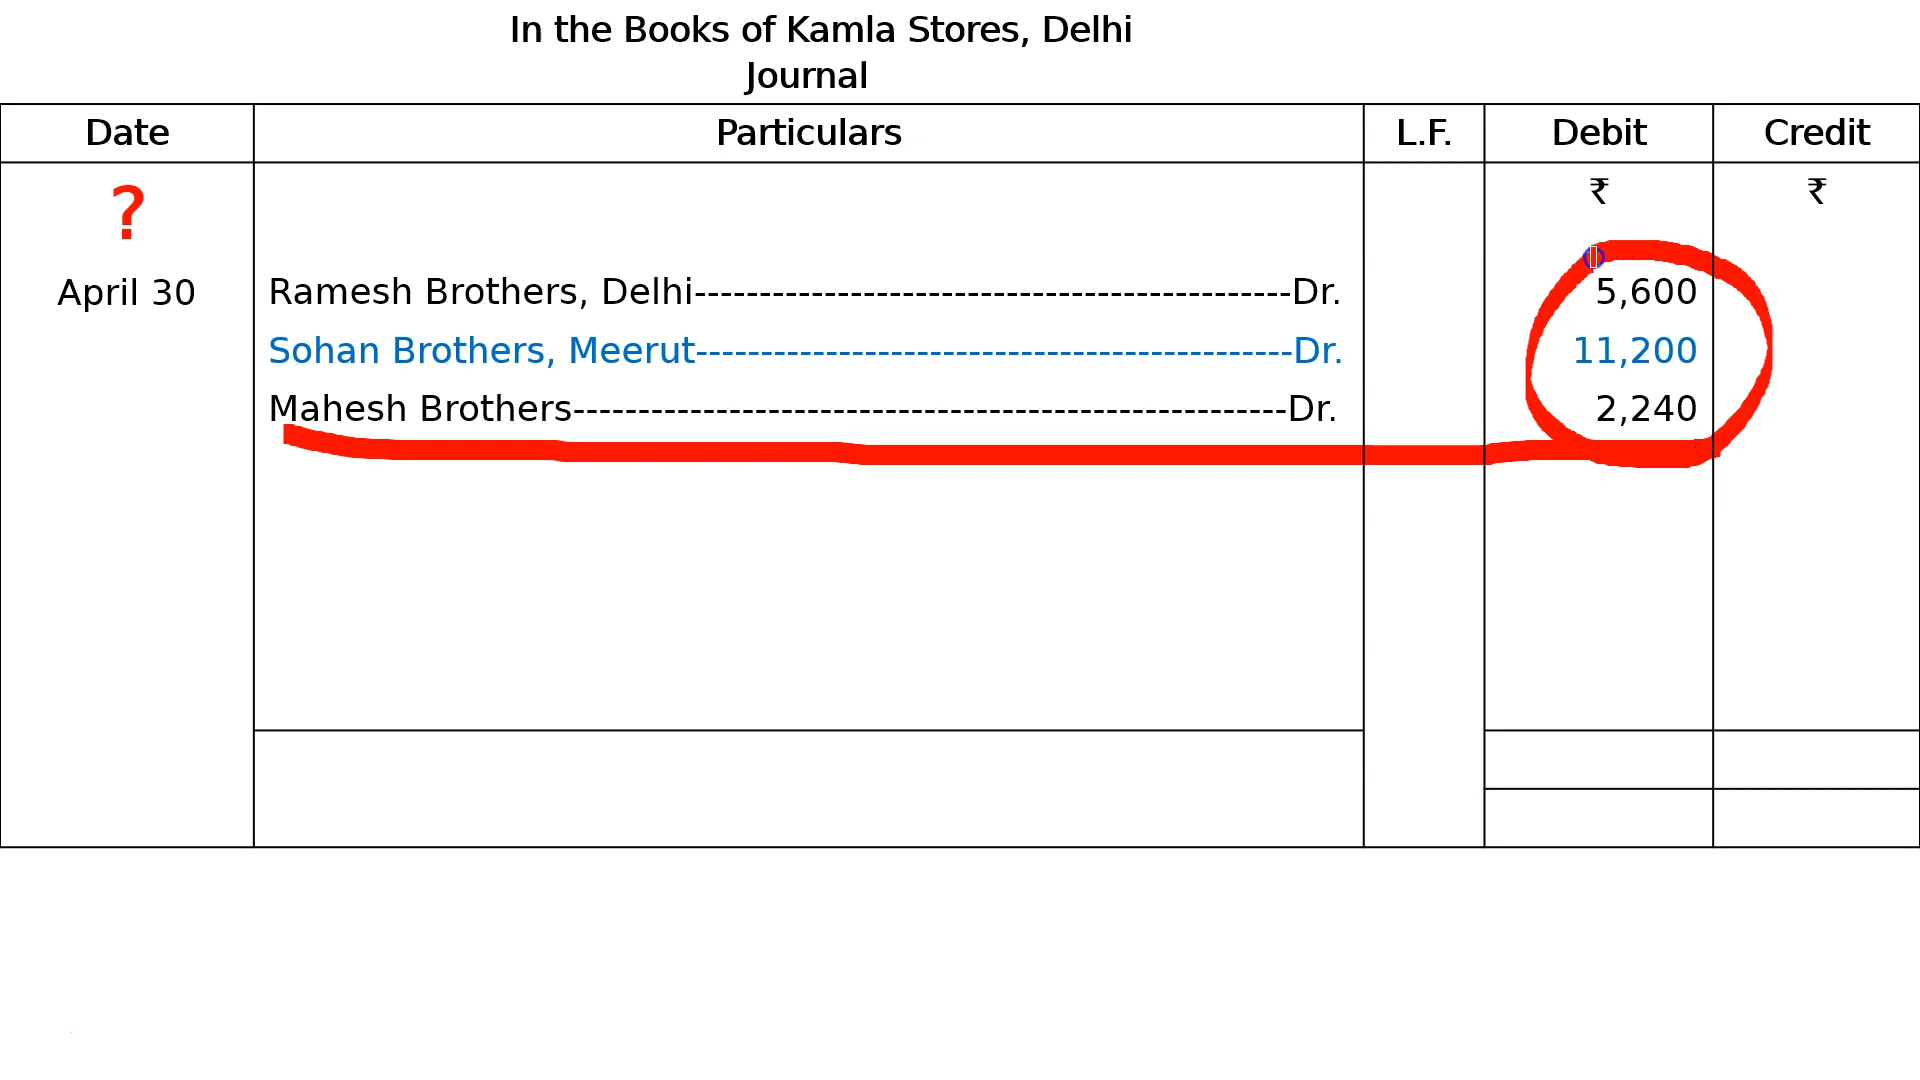 In the Books of Kamla Stores, Delhi
Journal
Date Particulars L.F. Debit Credit
? ₹ ₹
April 30 Ramesh Brothers, Delhi----------------------------------------------Dr. 5,600
Sohan Brothers, Meerut----------------------------------------------Dr. 11,200
Mahesh Brothers-------------------------------------------------------Dr. 2,240